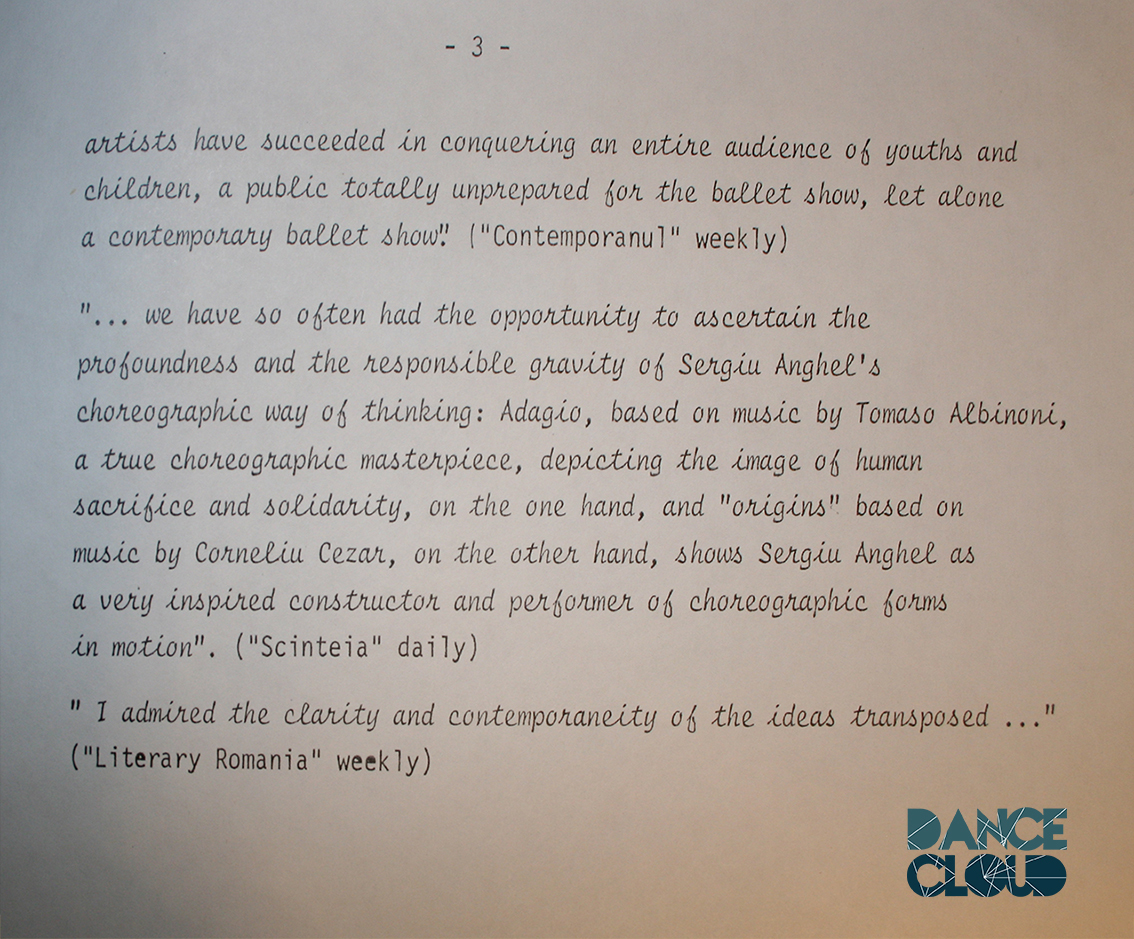 - 3 -
artists have succeeded in conquering an entire audience of youths and
children, a public totally unprepared for the ballet show, let alone
a contemporary ballet show". ("Contemporanul" weekly)
"... we have so often had the opportunity to ascertain the
profoundness and the responsible gravity of Sergiu Anghel's
choreographic way of thinking: Adagio, based on music by Tomaso Albinoni,
a true choreographic masterpiece, depicting the image of human
sacrifice and solidarity, on the one hand, and "origins" based on
music by Corneliu Cezar, on the other hand, shows Sergiu Anghel as
a very inspired constructor and performer of choreographic forms
in motion". ("Scinteia" daily)
" I admired the clarity and contemporaneity of the ideas transposed ..."
("Literary Romania" weekly)
DANCE
CLOUD